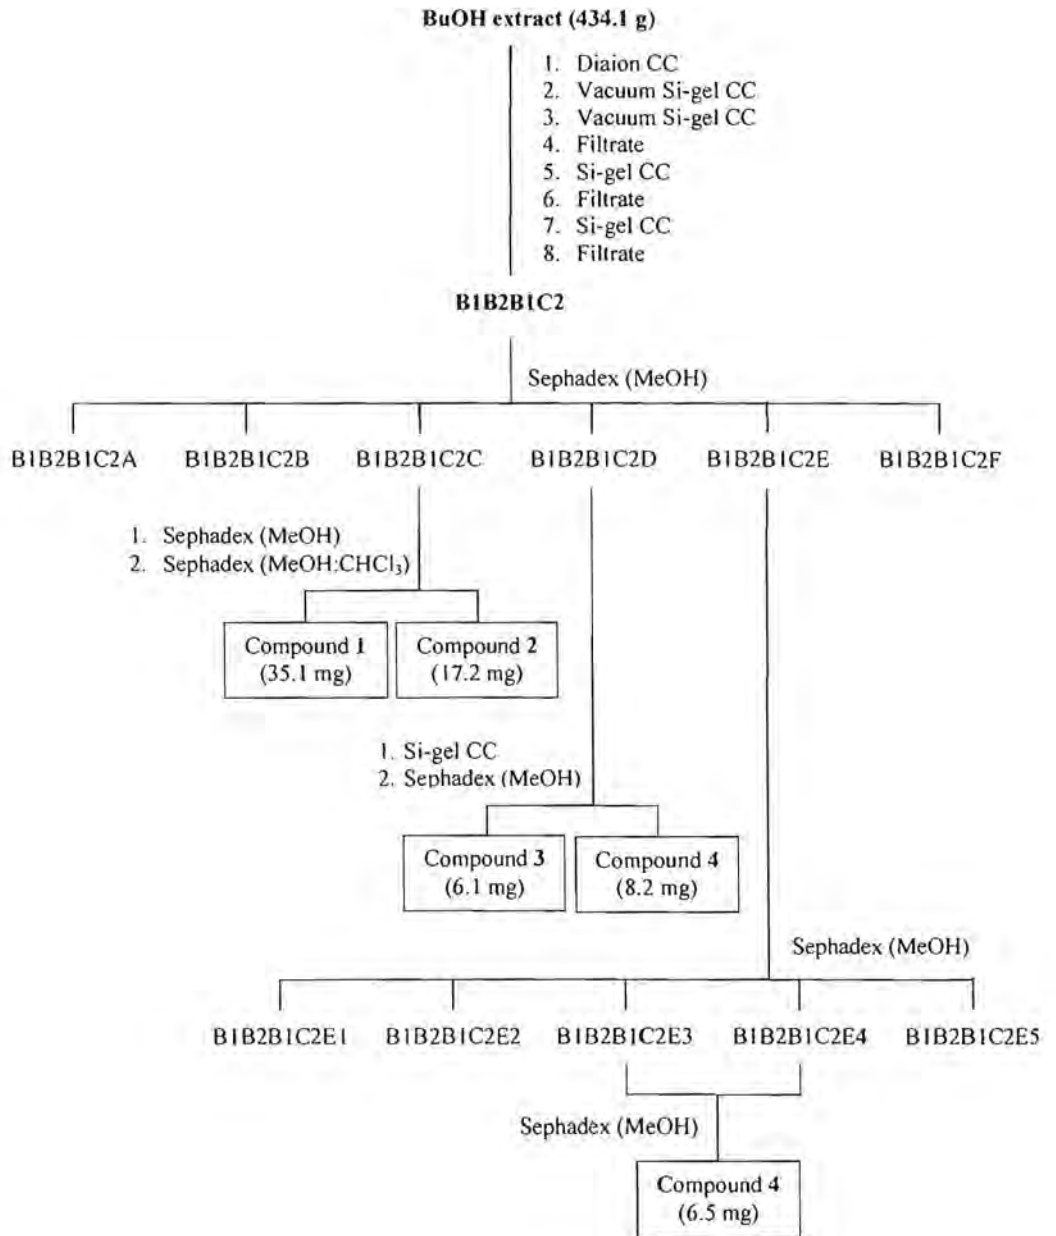 BuOH extract (434.1 g)
1. Diaion CC
2. Vacuum Si-gel CC
3. Vacuum Si-gel CC
4. Filtrate
5. Si-gel CC
6. Filtrate
7. Si-gel CC
8. Filtrate
B1B2B1C2
Sephadex (MeOH)
B1B2B1C2A B1B2B1C2B B1B2B1C2C B1B2B1C2D B1B2B1C2E B1B2B1C2F
1. Sephadex (MeOH)
2. Sephadex (MeOH:CHCl₃)
Compound 1 Compound 2
(35.1 mg) (17.2 mg)
1. Si-gel CC
2. Sephadex (MeOH)
Compound 3 Compound 4
(6.1 mg) (8.2 mg)
Sephadex (MeOH)
B1B2B1C2E1 B1B2B1C2E2 B1B2B1C2E3 B1B2B1C2E4 B1B2B1C2E5
Sephadex (MeOH)
Compound 4
(6.5 mg)